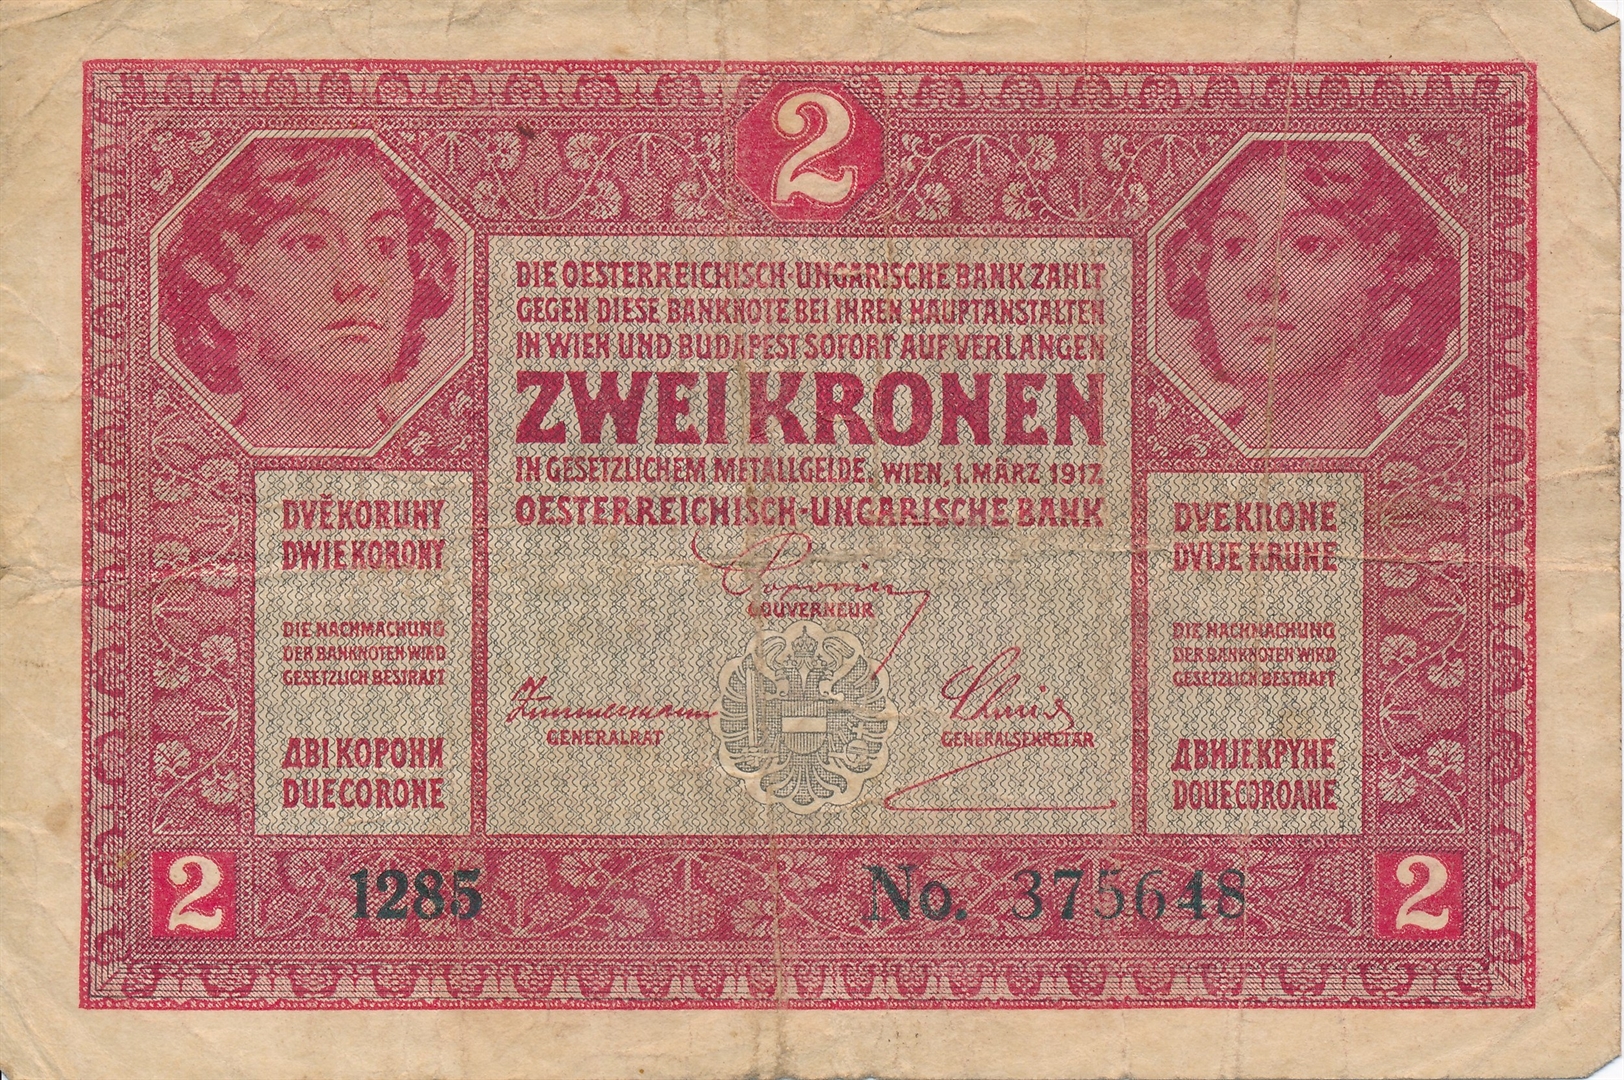 2
DIE OESTERREICHISCH-UNGARISCHE BANK ZAHLT
GEGEN DIESE BANKNOTE BEI IHREN HAUPTANSTALTEN
IN WIEN UND BUDAPEST SOFORT AUF VERLANGEN
ZWEI KRONEN
IN GESETZLICHEM METALLGELDE. WIEN, 1. MÄRZ 1917
OESTERREICHISCH-UNGARISCHE BANK
Popovics
GOUVERNEUR
Zimmermann
GENERALRAT
Schmid
GENERALSEKRETÄR
DVĚ KORUNY
DWIE KORONY
DIE NACHMACHUNG
DER BANKNOTEN WIRD
GESETZLICH BESTRAFT
ДВІ КОРОНИ
DUE CORONE
DVE KRONE
DVIJE KRUNE
DIE NACHMACHUNG
DER BANKNOTEN WIRD
GESETZLICH BESTRAFT
ДВИЈЕ КРУНЕ
DOUE COROANE
2
1285
No. 375648
2